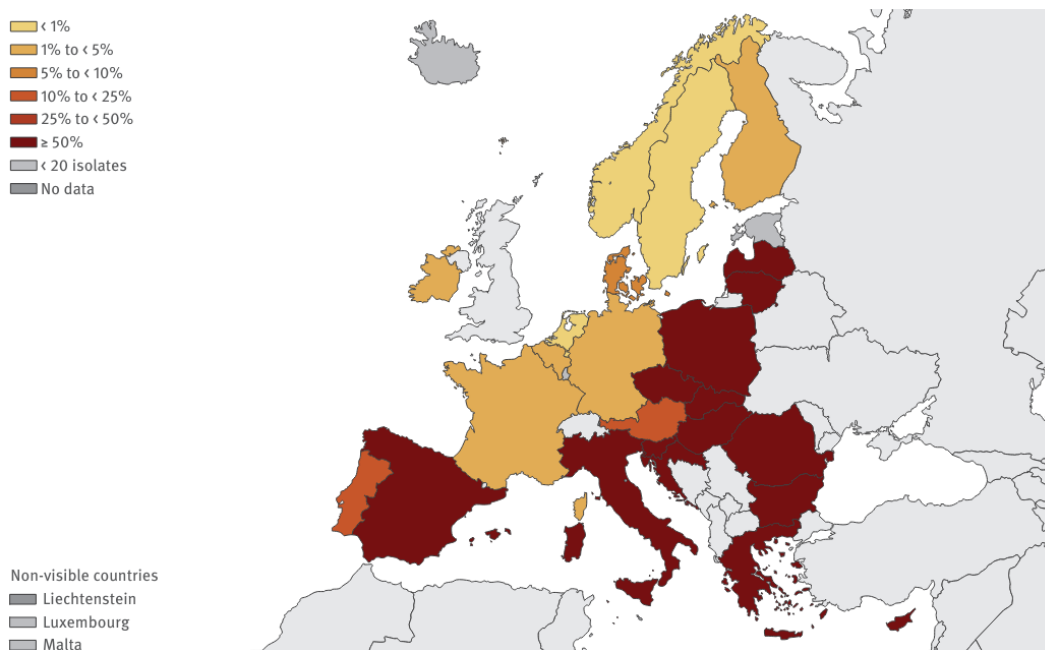 < 1%
1% to < 5%
5% to < 10%
10% to < 25%
25% to < 50%
≥ 50%
< 20 isolates
No data
Non-visible countries
Liechtenstein
Luxembourg
Malta